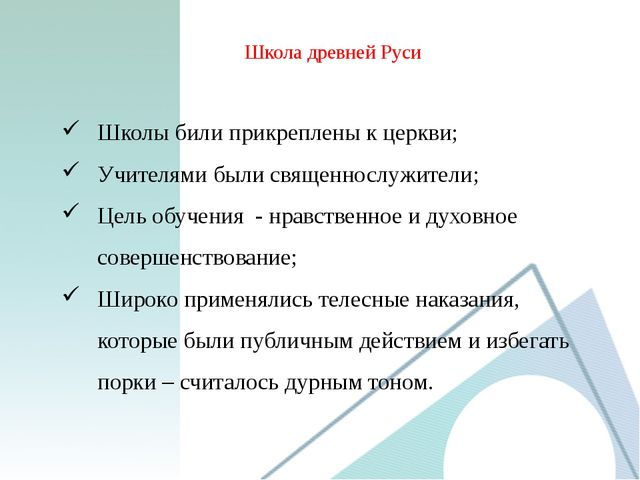 Школа древней Руси
✓ Школы били прикреплены к церкви;
✓ Учителями были священнослужители;
✓ Цель обучения - нравственное и духовное
совершенствование;
✓ Широко применялись телесные наказания,
которые были публичным действием и избегать
порки – считалось дурным тоном.